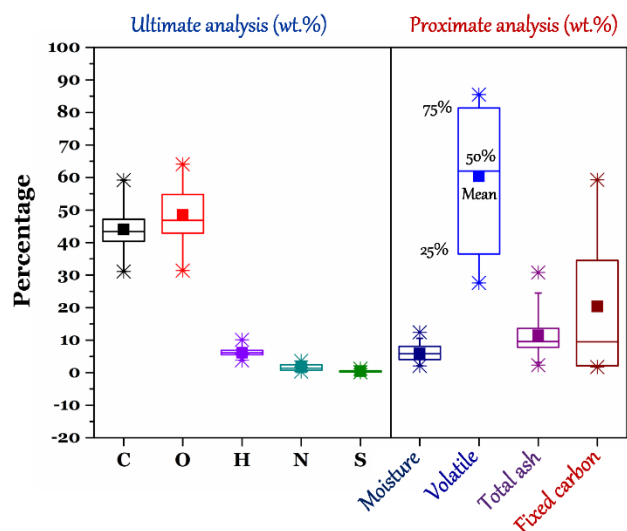 Ultimate analysis (wt.%)
Proximate analysis (wt.%)
Percentage
100
90
80
70
60
50
40
30
20
10
0
-10
-20
75%
50%
Mean
25%
C
O
H
N
S
Moisture
Volatile
Total ash
Fixed carbon